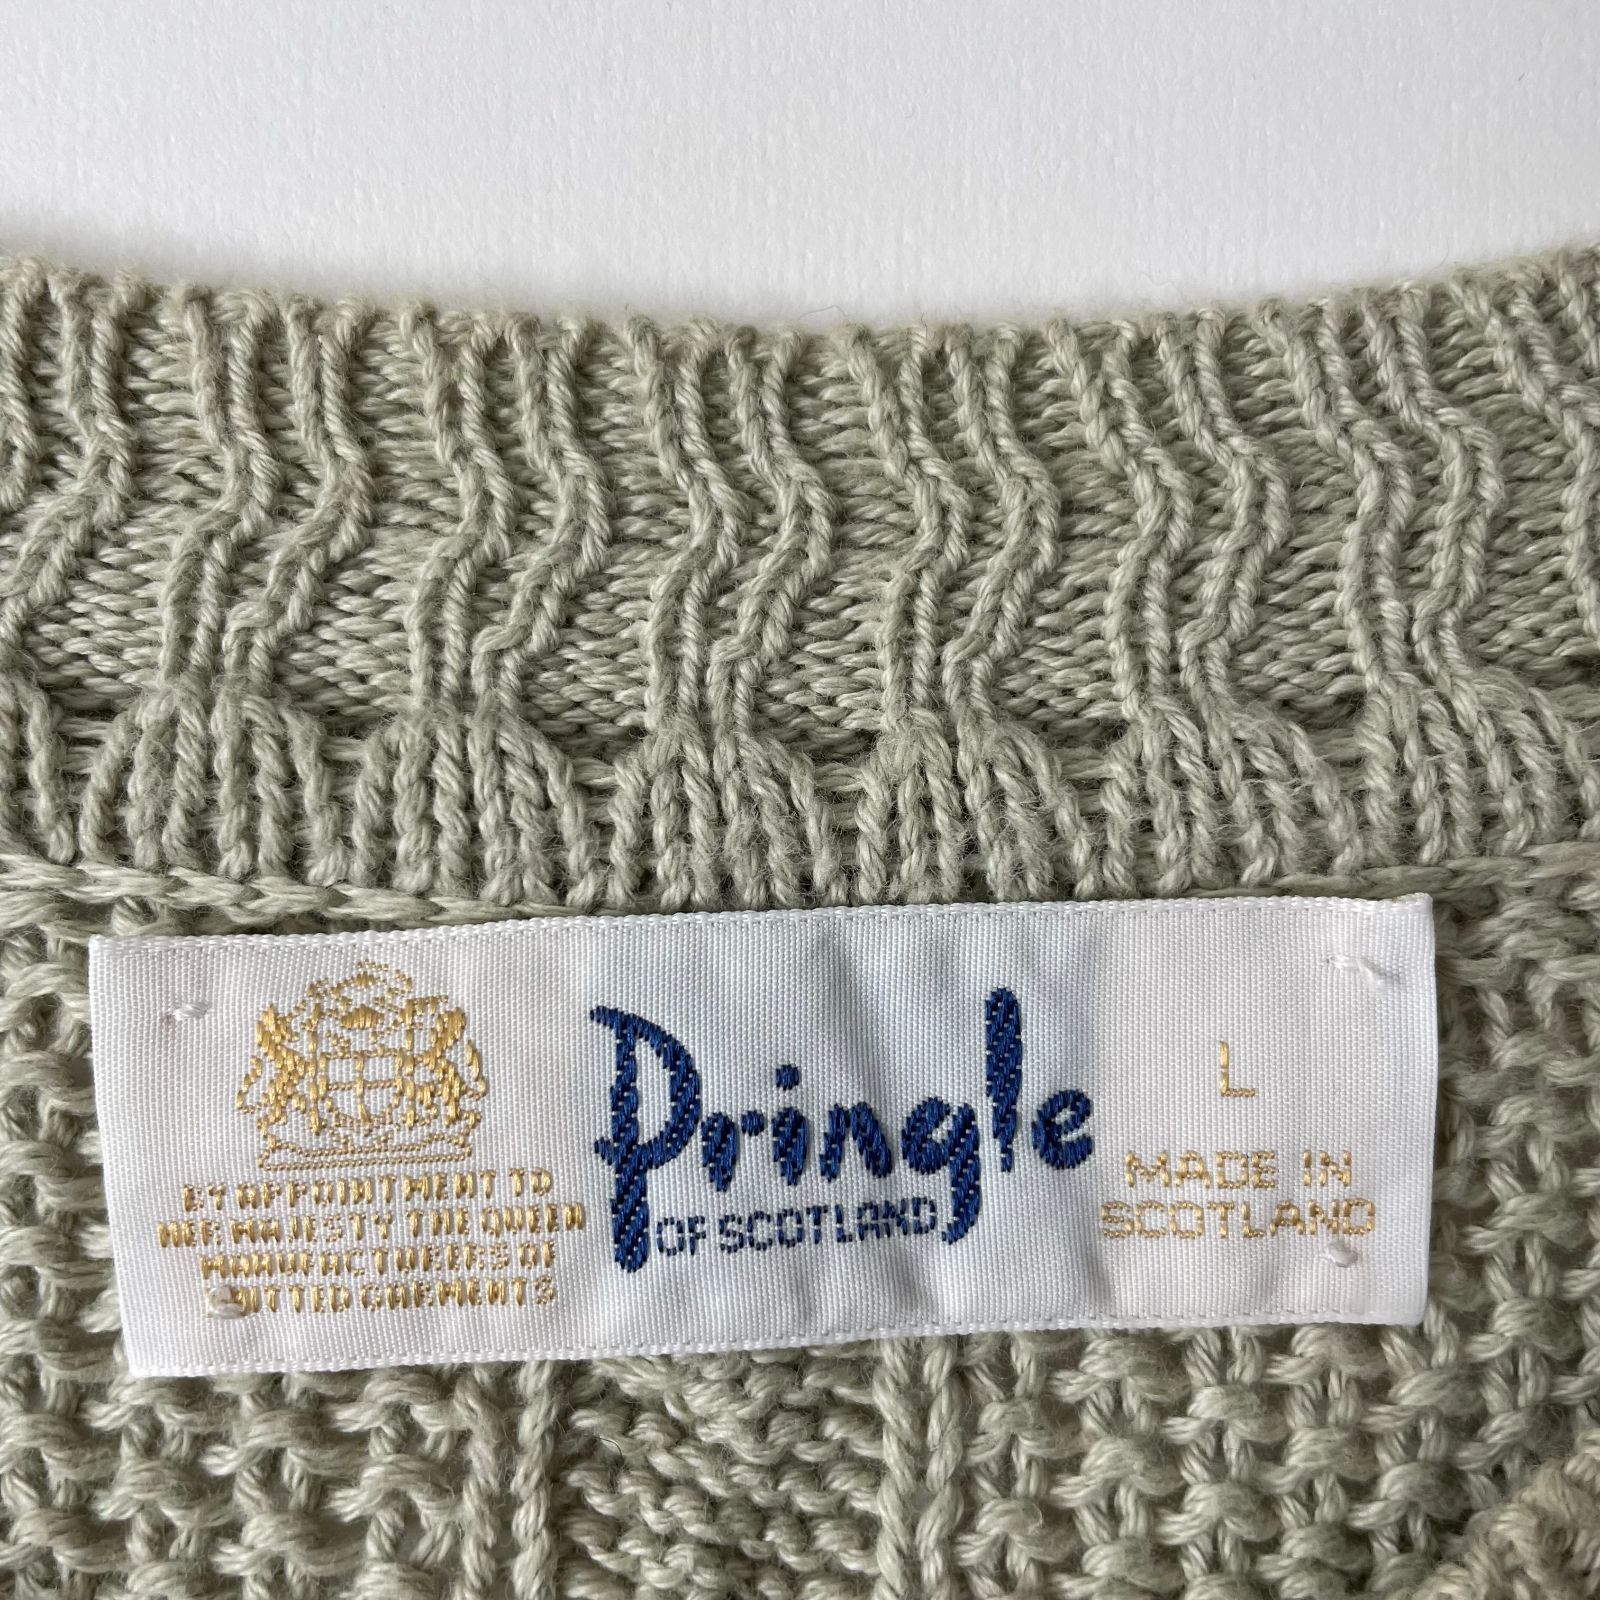 BY APPOINTMENT TO
HER MAJESTY THE QUEEN
MANUFACTURERS OF
KNITTED GARMENTS
Pringle
OF SCOTLAND
L
MADE IN
SCOTLAND